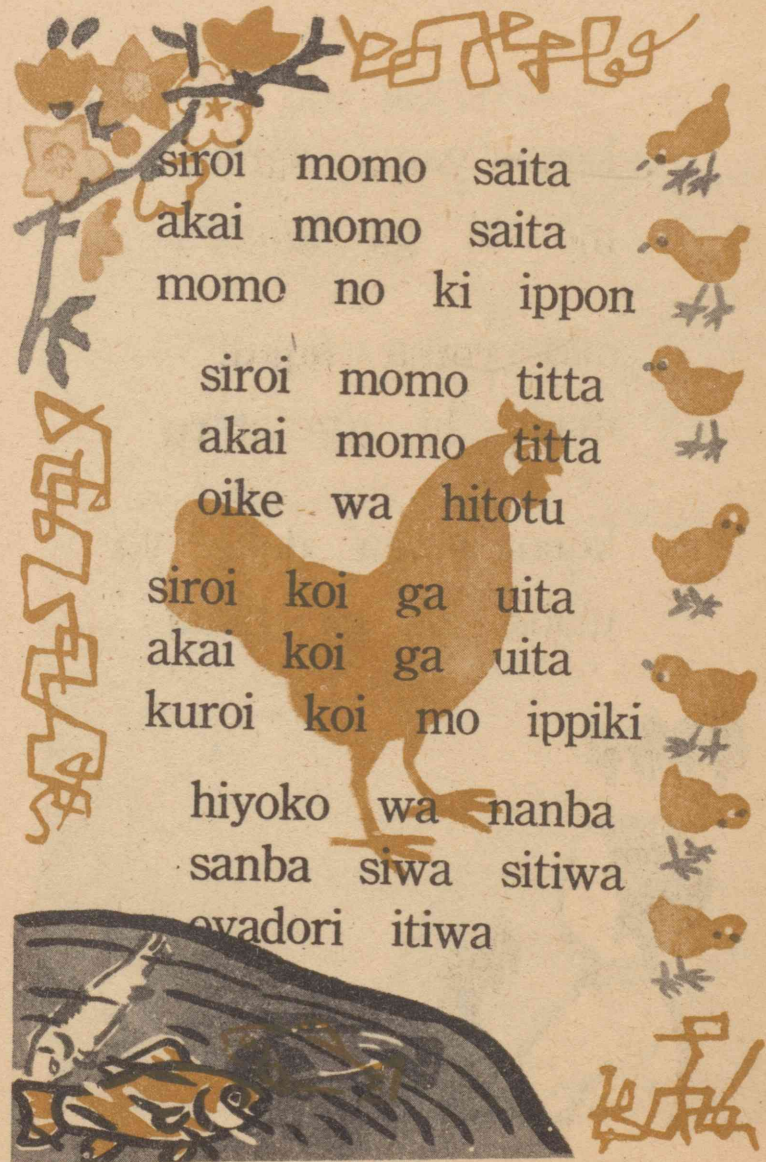 siroi momo saita
akai momo saita
momo no ki ippon
siroi momo titta
akai momo titta
oike wa hitotu
siroi koi ga uita
akai koi ga uita
kuroi koi mo ippiki
hiyoko wa nanba
sanba siwa sitiwa
oyadori itiwa